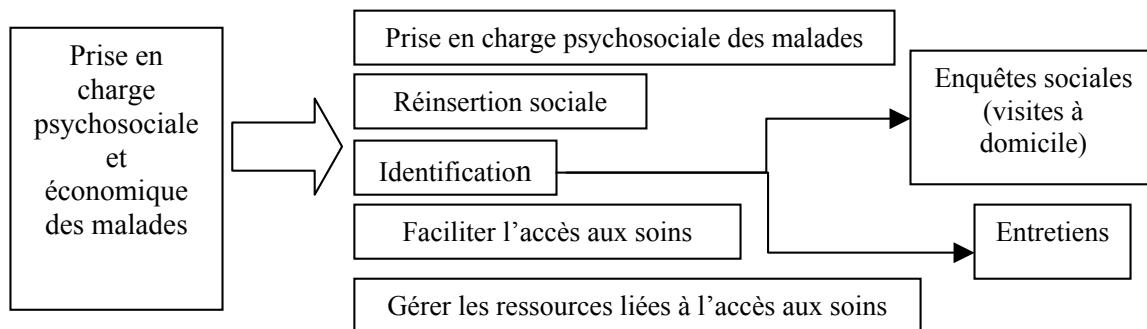 Prise en
charge
psychosociale
et
économique
des malades
Prise en charge psychosociale des malades
Réinsertion sociale
Identification
Faciliter l’accès aux soins
Gérer les ressources liées à l’accès aux soins
Enquêtes sociales
(visites à
domicile)
Entretiens